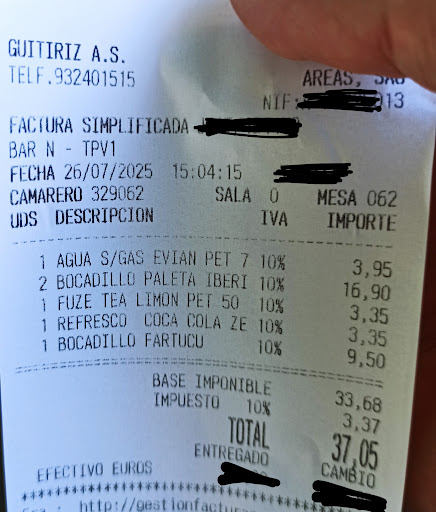 GUITIRIZ A.S.
TELF.932401515
AREAS, SAU
NIF: 13
FACTURA SIMPLIFICADA
BAR N - TPV1
FECHA 26/07/2025 15:04:15
CAMARERO 329062 SALA 0 MESA 062
UDS DESCRIPCION IVA IMPORTE
1 AGUA S/GAS EVIAN PET 7 10% 3,95
2 BOCADILLO PALETA IBERI 10% 16,90
1 FUZE TEA LIMON PET 50 10% 3,35
1 REFRESCO COCA COLA ZE 10% 3,35
1 BOCADILLO FARTUCU 10% 9,50
BASE IMPONIBLE 33,68
IMPUESTO 10% 3,37
TOTAL 37,05
ENTREGADO CAMBIO
EFECTIVO EUROS
http://gestionfactur